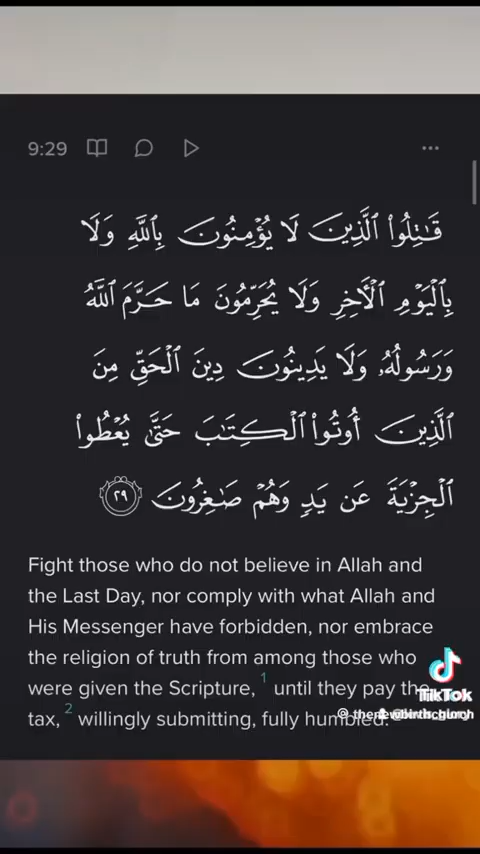 9:29
قَـٰتِلُوا۟ ٱلَّذِينَ لَا يُؤْمِنُونَ بِٱللَّهِ وَلَا
بِٱلْيَوْمِ ٱلْـَٔاخِرِ وَلَا يُحَرِّمُونَ مَا حَرَّمَ ٱللَّهُ
وَرَسُولُهُۥ وَلَا يَدِينُونَ دِينَ ٱلْحَقِّ مِنَ
ٱلَّذِينَ أُوتُوا۟ ٱلْكِتَـٰبَ حَتَّىٰ يُعْطُوا۟
ٱلْجِزْيَةَ عَن يَدٍ وَهُمْ صَـٰغِرُونَ ٢٩
Fight those who do not believe in Allah and
the Last Day, nor comply with what Allah and
His Messenger have forbidden, nor embrace
the religion of truth from among those who
were given the Scripture, 1 until they pay the
tax, 2 willingly submitting, fully humbled.
TikTok